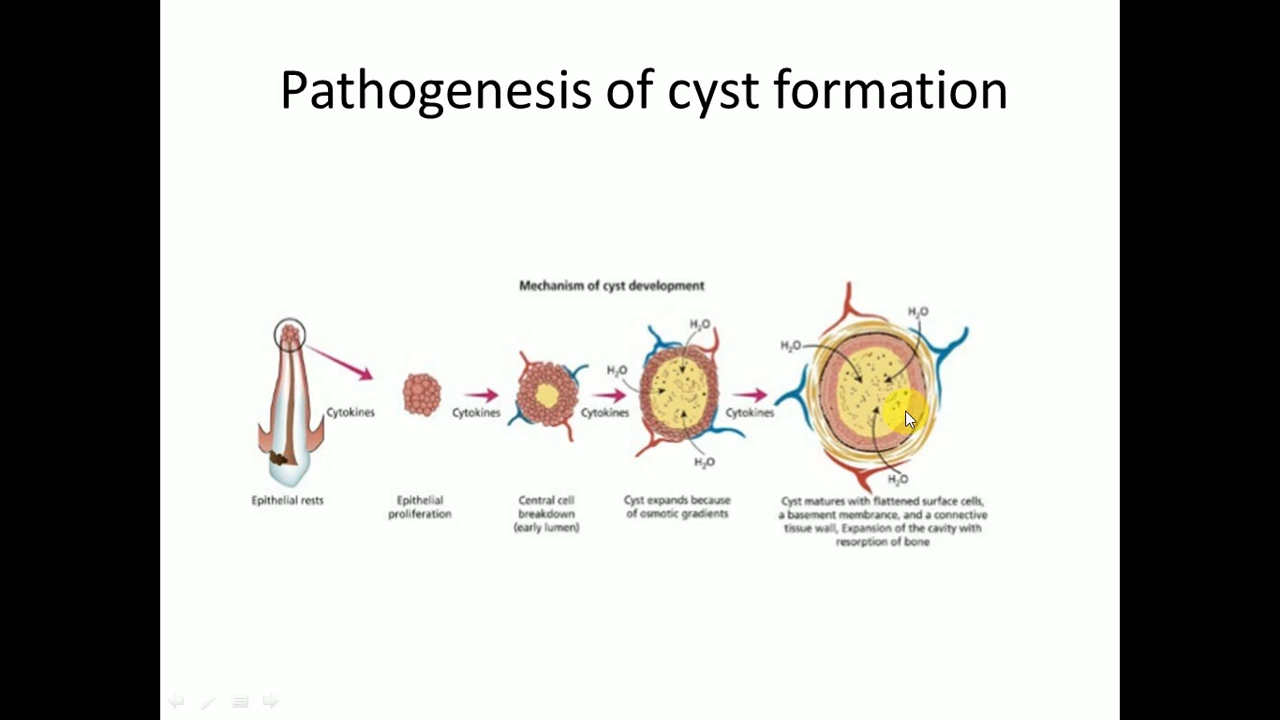 Pathogenesis of cyst formation
Mechanism of cyst development
H₂O
H₂O
H₂O
H₂O
H₂O
H₂O
Cytokines
Cytokines
Cytokines
Cytokines
Epithelial rests
Epithelial
proliferation
Central cell
breakdown
(early lumen)
Cyst expands because
of osmotic gradients
Cyst matures with flattened surface cells,
a basement membrane, and a connective
tissue wall, Expansion of the cavity with
resorption of bone